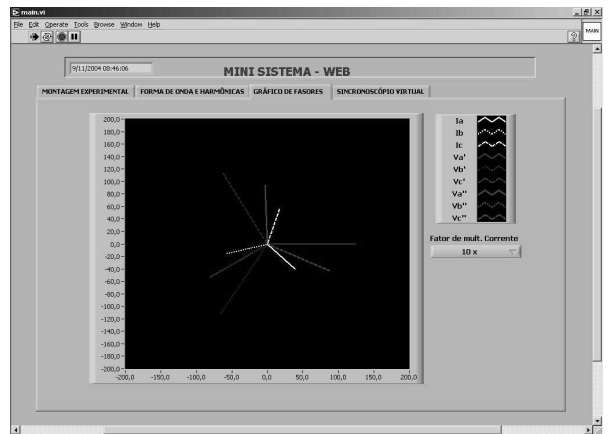 main.vi
File Edit Operate Tools Browse Window Help
MAIN
9/11/2004 08:46:06
MINI SISTEMA - WEB
MONTAGEM EXPERIMENTAL FORMA DE ONDA E HARMÔNICAS GRÁFICO DE FASORES SINCRONOSCÓPIO VIRTUAL
200,0
180,0
160,0
140,0
120,0
100,0
80,0
60,0
40,0
20,0
0,0
-20,0
-40,0
-60,0
-80,0
-100,0
-120,0
-140,0
-160,0
-180,0
-200,0
-200,0 -150,0 -100,0 -50,0 0,0 50,0 100,0 150,0 200,0
Ia
Ib
Ic
Va'
Vb'
Vc'
Va"
Vb"
Vc"
Fator de mult. Corrente
10 x